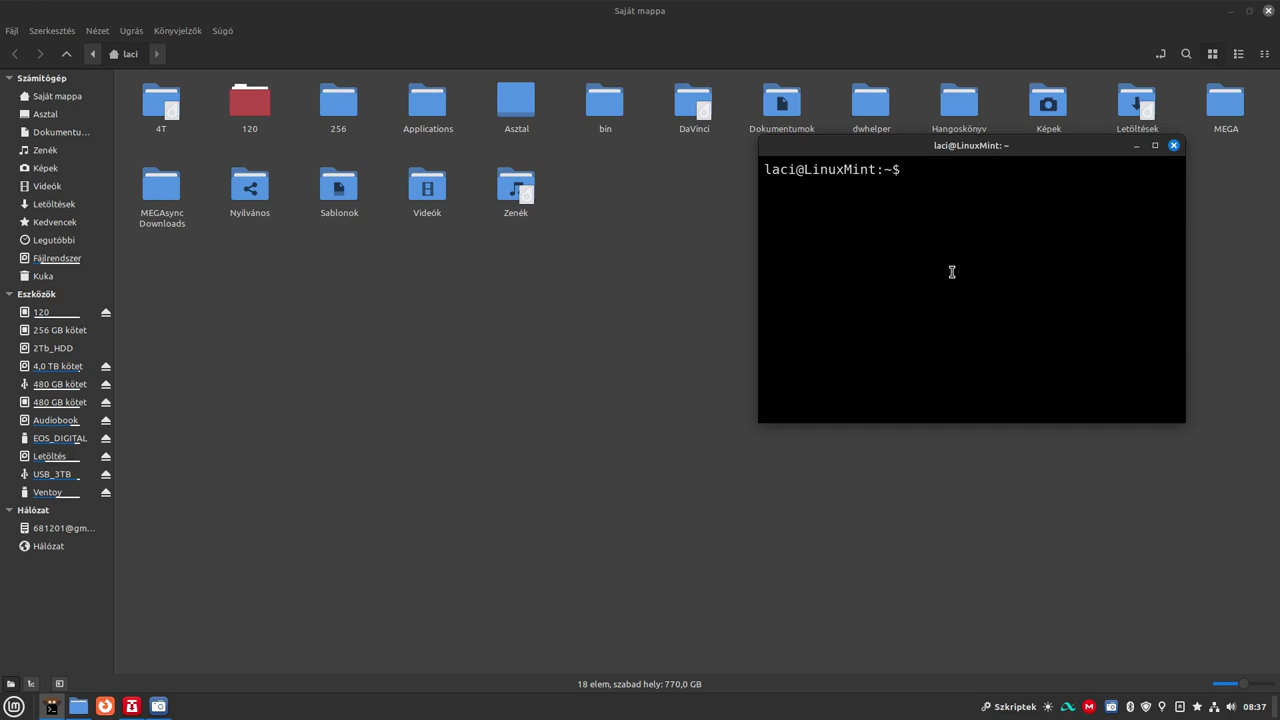 Saját mappa
Fájl Szerkesztés Nézet Ugrás Könyvjelzők Súgó
laci
Számítógép
Saját mappa
Asztal
Dokumentu...
Zenék
Képek
Videók
Letöltések
Kedvencek
Legutóbbi
Fájlrendszer
Kuka
Eszközök
120
256 GB kötet
2Tb_HDD
4,0 TB kötet
480 GB kötet
480 GB kötet
Audiobook
EOS_DIGITAL
Letöltés
USB_3TB
Ventoy
Hálózat
681201@gm...
Hálózat
4T 120 256 Applications Asztal bin DaVinci Dokumentumok dwhelper Hangoskönyv Képek Letöltések MEGA
MEGAsync Downloads Nyilvános Sablonok Videók Zenék
laci@LinuxMint: ~
laci@LinuxMint:~$
18 elem, szabad hely: 770,0 GB
Szkriptek 08:37